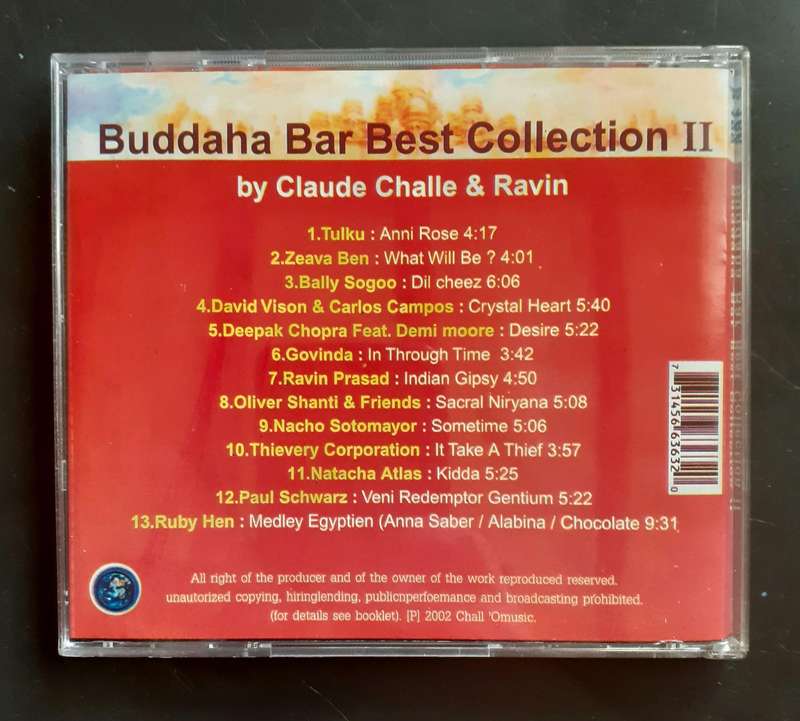 Buddaha Bar Best Collection II
by Claude Challe & Ravin
1.Tulku : Anni Rose 4:17
2.Zeava Ben : What Will Be ? 4:01
3.Bally Sogoo : Dil cheez 6:06
4.David Vison & Carlos Campos : Crystal Heart 5:40
5.Deepak Chopra Feat. Demi moore : Desire 5:22
6.Govinda : In Through Time 3:42
7.Ravin Prasad : Indian Gipsy 4:50
8.Oliver Shanti & Friends : Sacral Niryana 5:08
9.Nacho Sotomayor : Sometime 5:06
10.Thievery Corporation : It Take A Thief 3:57
11.Natacha Atlas : Kidda 5:25
12.Paul Schwarz : Veni Redemptor Gentium 5:22
13.Ruby Hen : Medley Egyptien (Anna Saber / Alabina / Chocolate 9:31
7 31456 63632 0
All right of the producer and of the owner of the work reproduced reserved.
unautorized copying, hiringlending, publicnperfoemance and broadcasting prohibited.
(for details see booklet). [P] 2002 Chall 'Omusic.